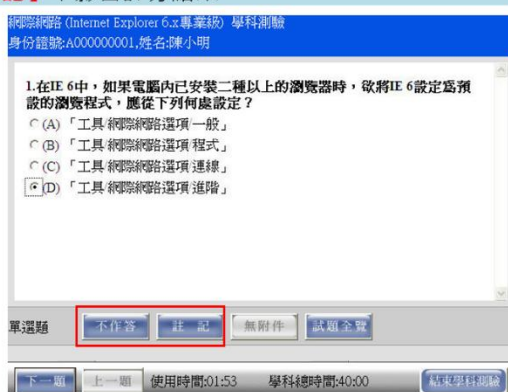 網際網路 (Internet Explorer 6.x專業級) 學科測驗
身份證號:A000000001,姓名:陳小明
1.在IE 6中，如果電腦內已安裝二種以上的瀏覽器時，欲將IE 6設定為預
設的瀏覽程式，應從下列何處設定？
(A) 「工具/網際網路選項/一般」
(B) 「工具/網際網路選項/程式」
(C) 「工具/網際網路選項/連線」
(D) 「工具/網際網路選項/進階」
單選題 不作答 註 記 無附件 試題全覽
下一題 上一題 使用時間:01:53 學科總時間:40:00 結束學科測驗